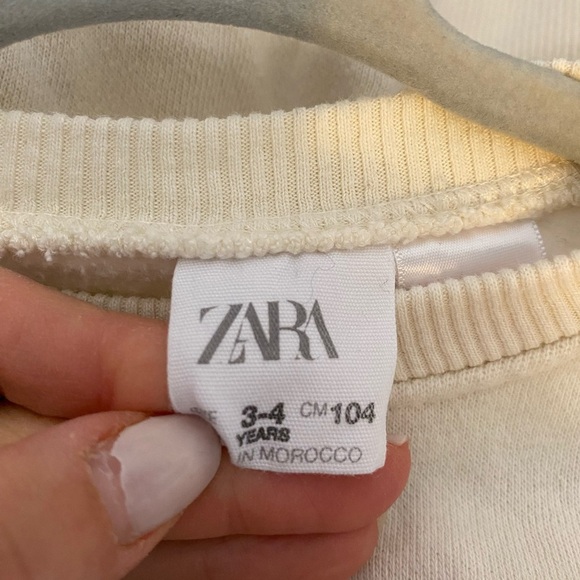 ZARA
3-4 CM 104
YEARS
IN MOROCCO